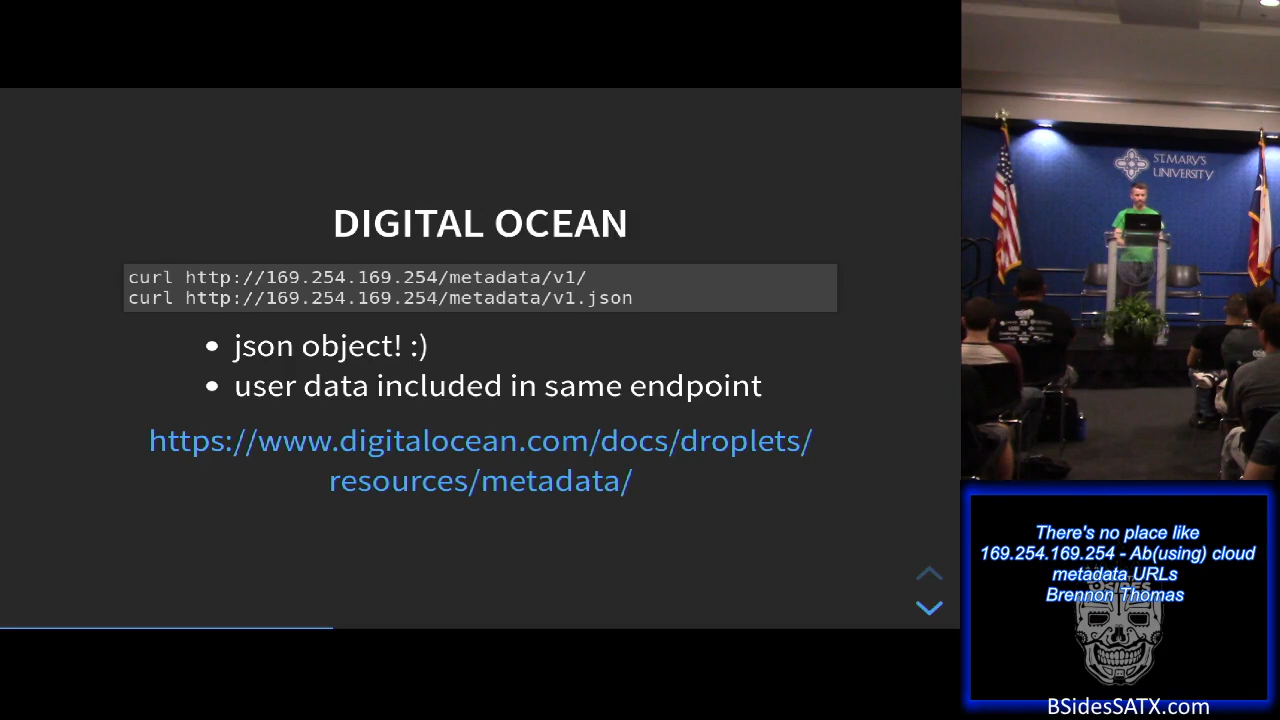 DIGITAL OCEAN
curl http://169.254.169.254/metadata/v1/
curl http://169.254.169.254/metadata/v1.json
• json object! :)
• user data included in same endpoint
https://www.digitalocean.com/docs/droplets/
resources/metadata/
ST. MARY'S
UNIVERSITY
There's no place like
169.254.169.254 - Ab(using) cloud
metadata URLs
Brennon Thomas
BSIDES
BSidesSATX.com